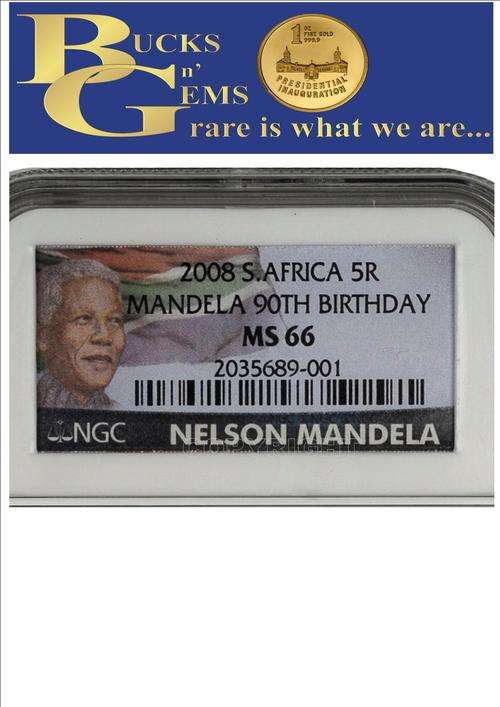 BUCKS
n'
GEMS
rare is what we are...
1 OZ
FINE GOLD
999.9
PRESIDENTIAL
INAUGURATION
2008 S.AFRICA 5R
MANDELA 90TH BIRTHDAY
MS 66
2035689-001
NGC
NELSON MANDELA